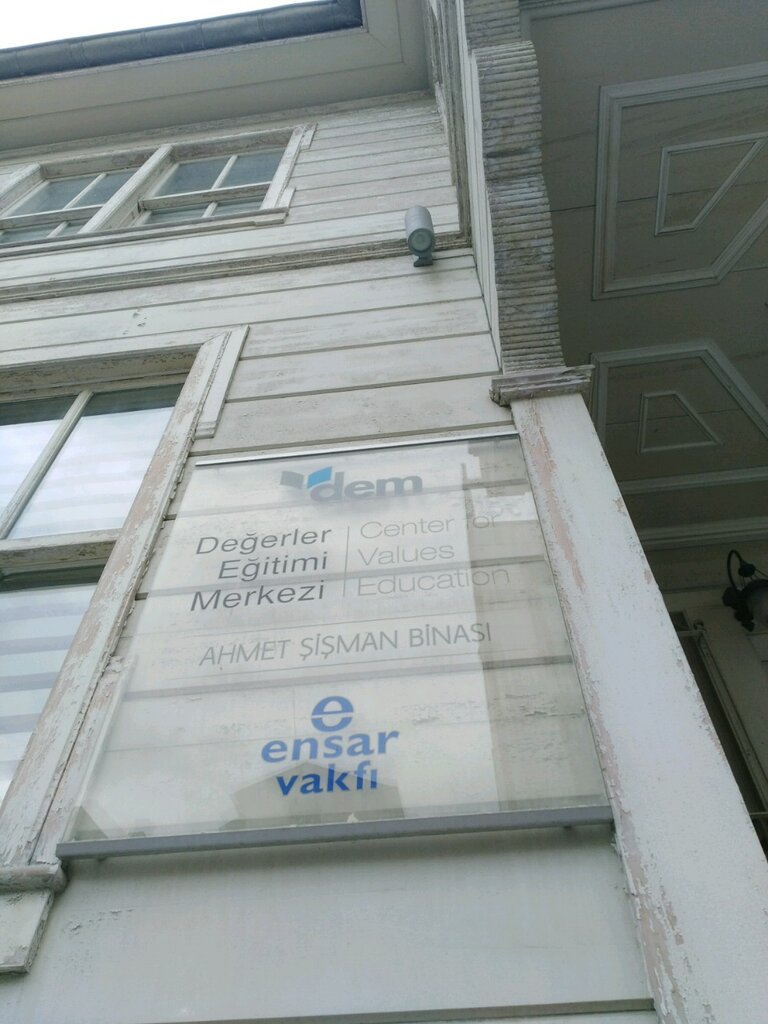 dem
Değerler Eğitimi Merkezi
Center for Values Education
AHMET ŞİŞMAN BİNASI
ensar
vakfı